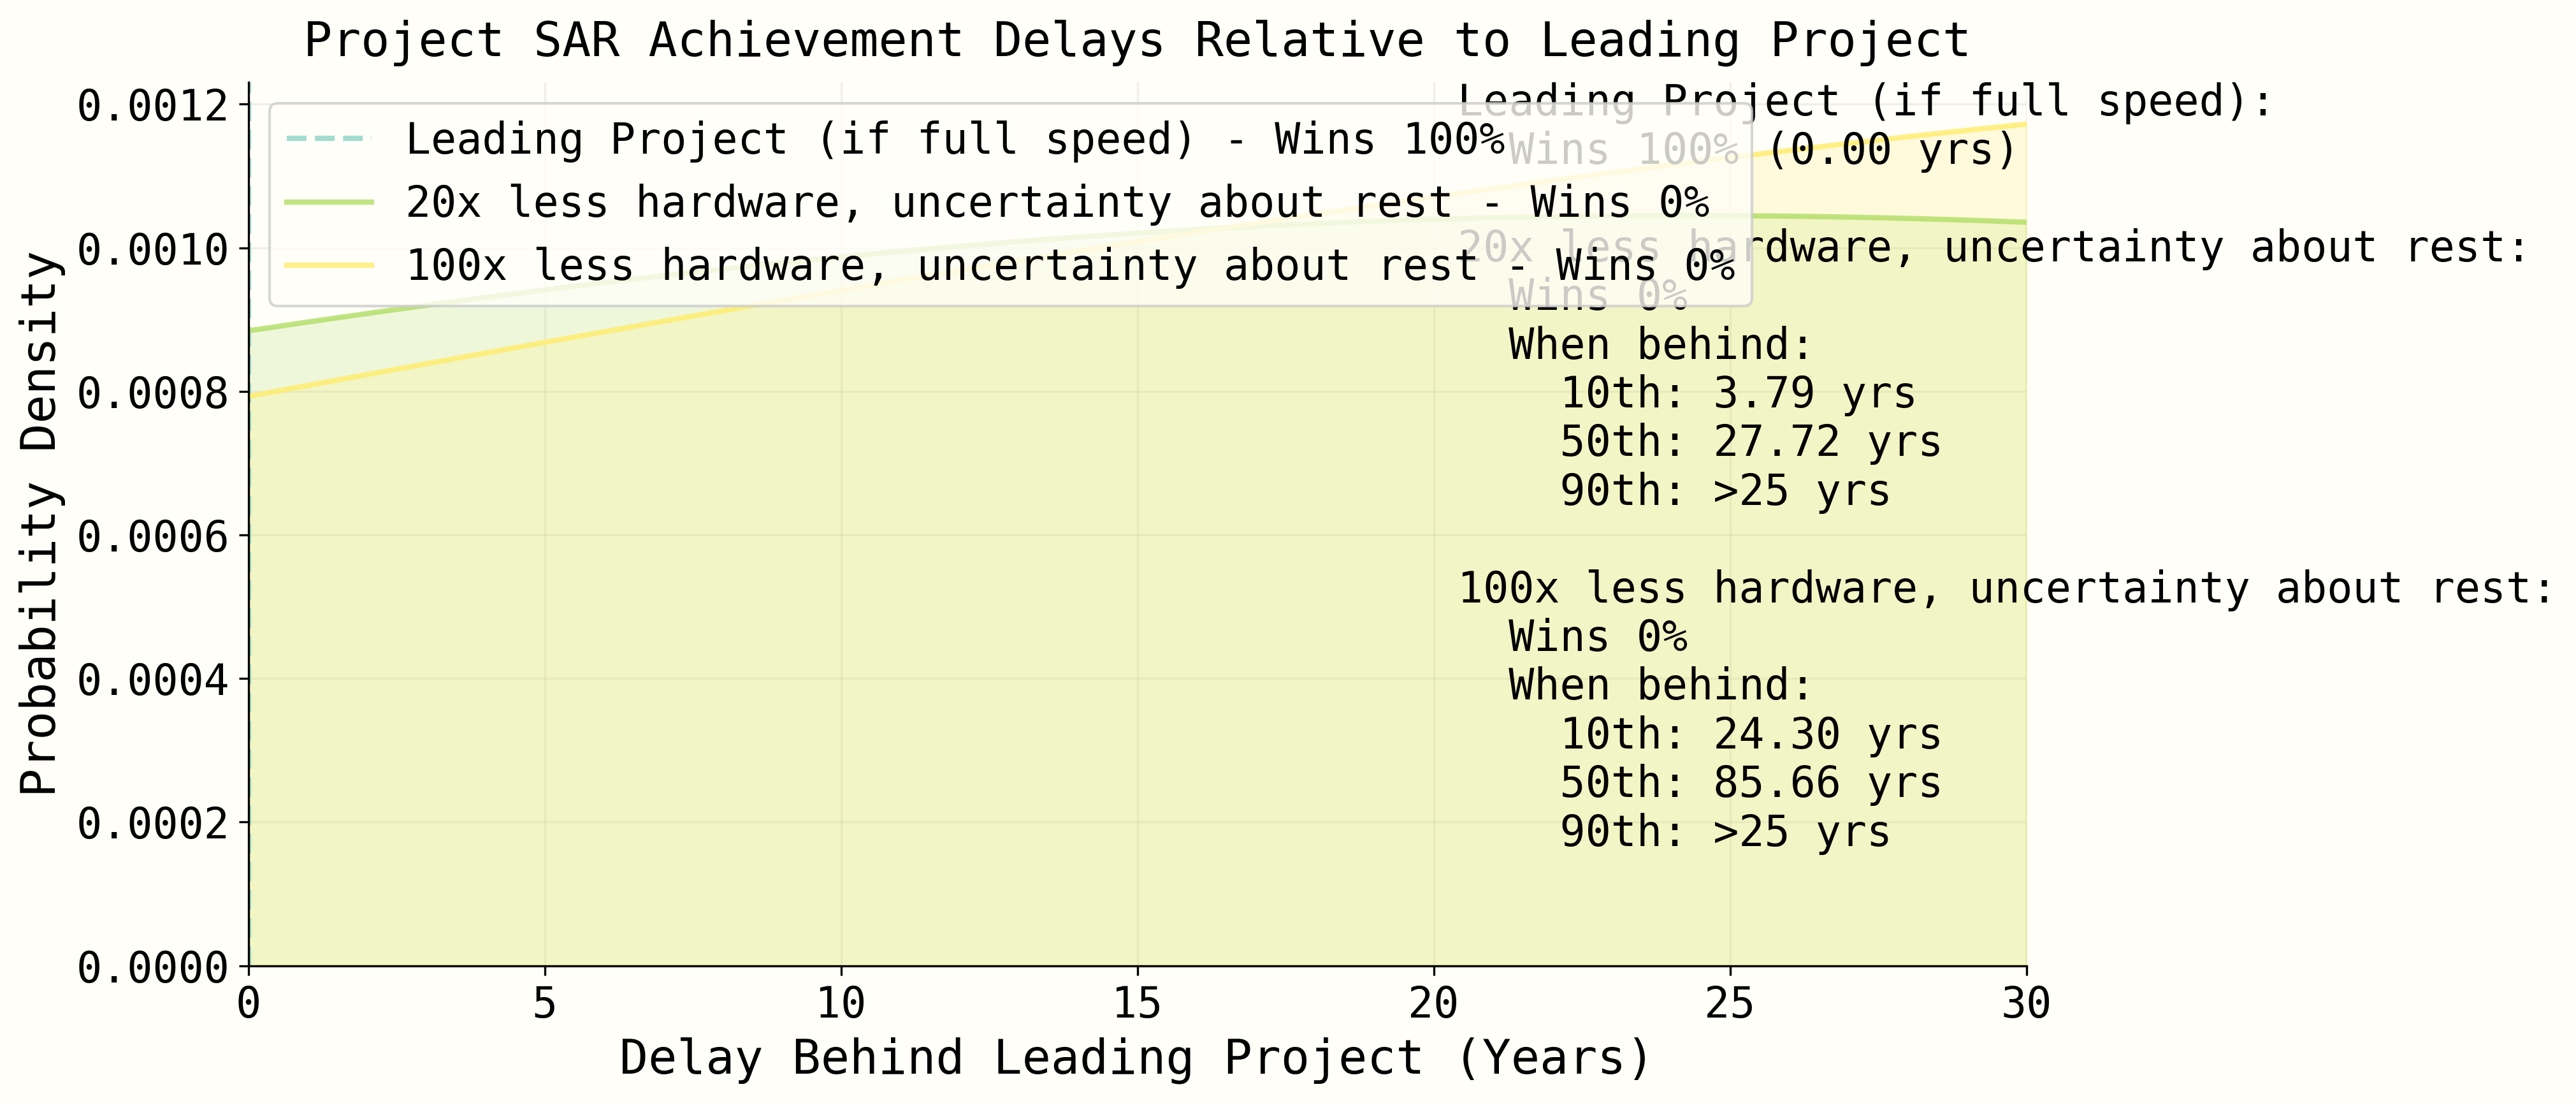 Project SAR Achievement Delays Relative to Leading Project
Leading Project (if full speed) - Wins 100%
20x less hardware, uncertainty about rest - Wins 0%
100x less hardware, uncertainty about rest - Wins 0%
Leading Project (if full speed):
Wins 100% (0.00 yrs)
20x less hardware, uncertainty about rest:
Wins 0%
When behind:
10th: 3.79 yrs
50th: 27.72 yrs
90th: >25 yrs
100x less hardware, uncertainty about rest:
Wins 0%
When behind:
10th: 24.30 yrs
50th: 85.66 yrs
90th: >25 yrs
Probability Density
0.0012
0.0010
0.0008
0.0006
0.0004
0.0002
0.0000
0 5 10 15 20 25 30
Delay Behind Leading Project (Years)